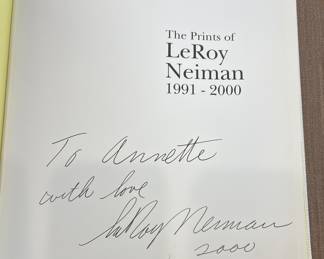 The Prints of
LeRoy
Neiman
1991 - 2000
To Annette
with love
LeRoy Neiman
2000